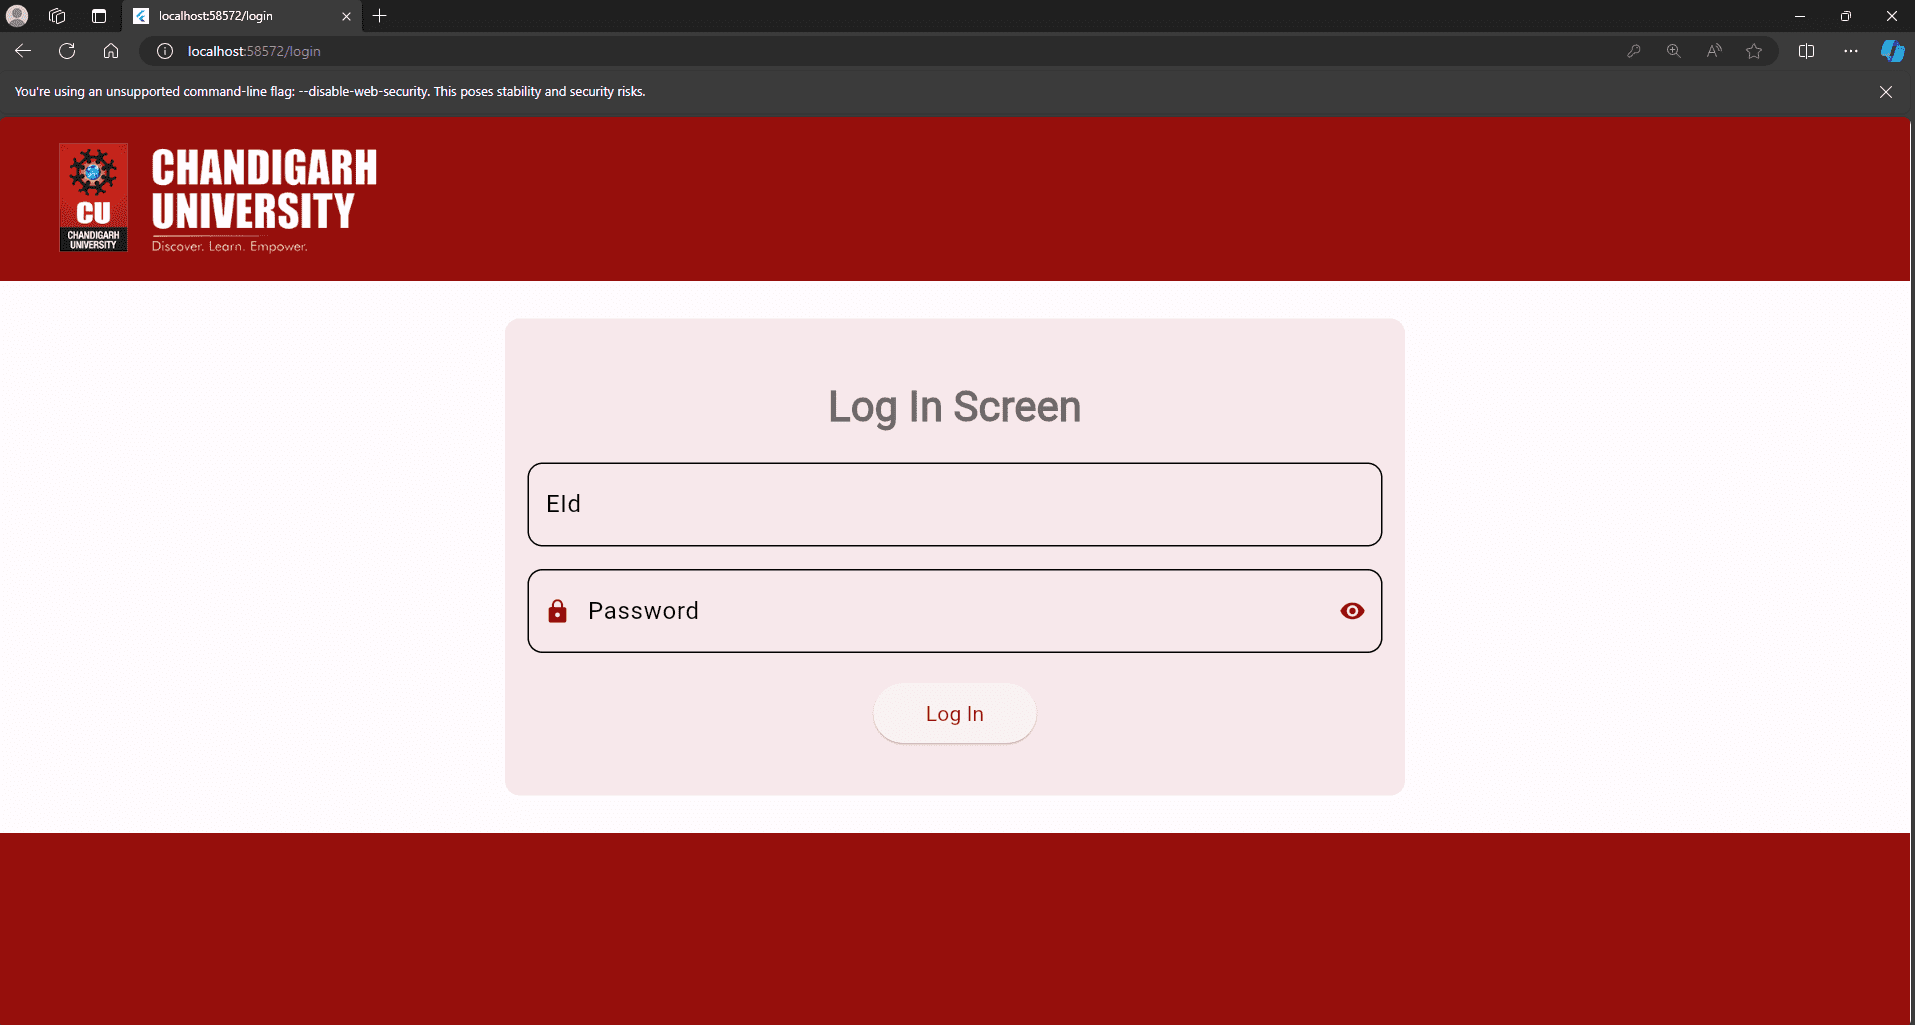 localhost:58572/login
localhost:58572/login
You're using an unsupported command-line flag: --disable-web-security. This poses stability and security risks.
CU
CHANDIGARH
UNIVERSITY
CHANDIGARH
UNIVERSITY
Discover. Learn. Empower.
Log In Screen
EId
Password
Log In